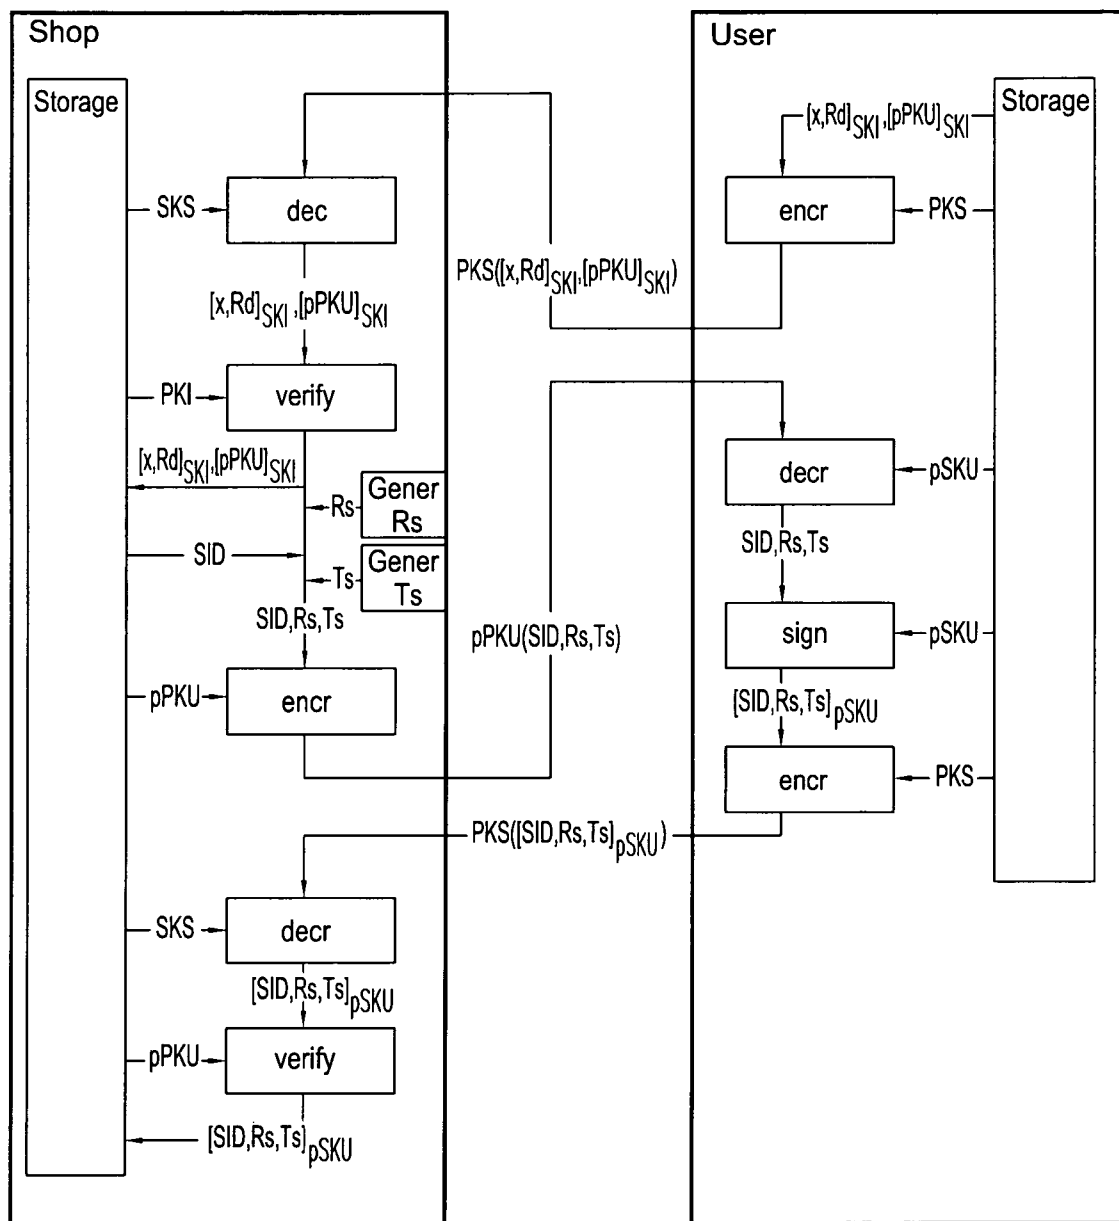 Shop
User
Storage
Storage
[x,Rd]SKI,[pPKU]SKI
SKS
dec
encr
PKS
PKS([x,Rd]SKI,[pPKU]SKI)
[x,Rd]SKI,[pPKU]SKI
PKI
verify
[x,Rd]SKI,[pPKU]SKI
decr
pSKU
Rs
Gener
Rs
SID
SID,Rs,Ts
Ts
Gener
Ts
SID,Rs,Ts
pPKU(SID,Rs,Ts)
sign
pSKU
pPKU
encr
[SID,Rs,Ts]pSKU
encr
PKS
PKS([SID,Rs,Ts]pSKU)
SKS
decr
[SID,Rs,Ts]pSKU
pPKU
verify
[SID,Rs,Ts]pSKU